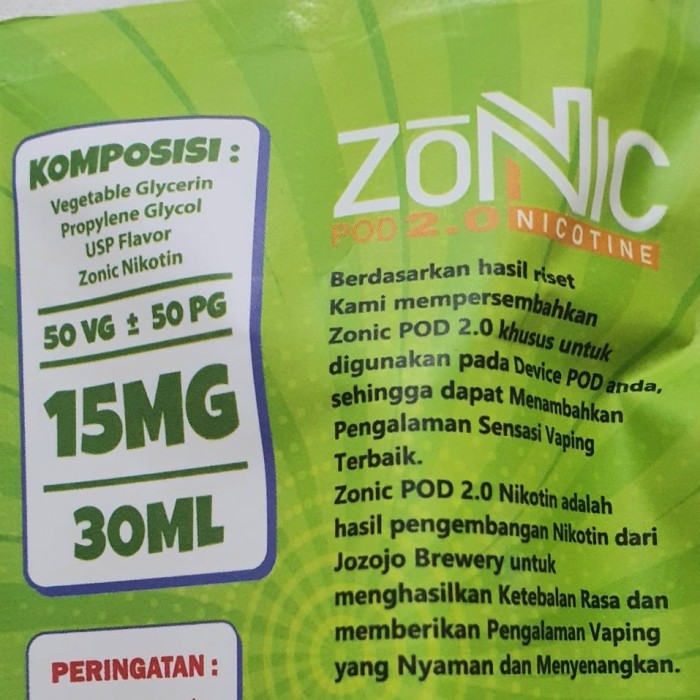 KOMPOSISI :
Vegetable Glycerin
Propylene Glycol
USP Flavor
Zonic Nikotin
50 VG ± 50 PG
15MG
30ML
PERINGATAN :
ZōNIC
POD 2.0 NICOTINE
Berdasarkan hasil riset
Kami mempersembahkan
Zonic POD 2.0 khusus untuk
digunakan pada Device POD anda,
sehingga dapat Menambahkan
Pengalaman Sensasi Vaping
Terbaik.
Zonic POD 2.0 Nikotin adalah
hasil pengembangan Nikotin dari
Jozojo Brewery untuk
menghasilkan Ketebalan Rasa dan
memberikan Pengalaman Vaping
yang Nyaman dan Menyenangkan.